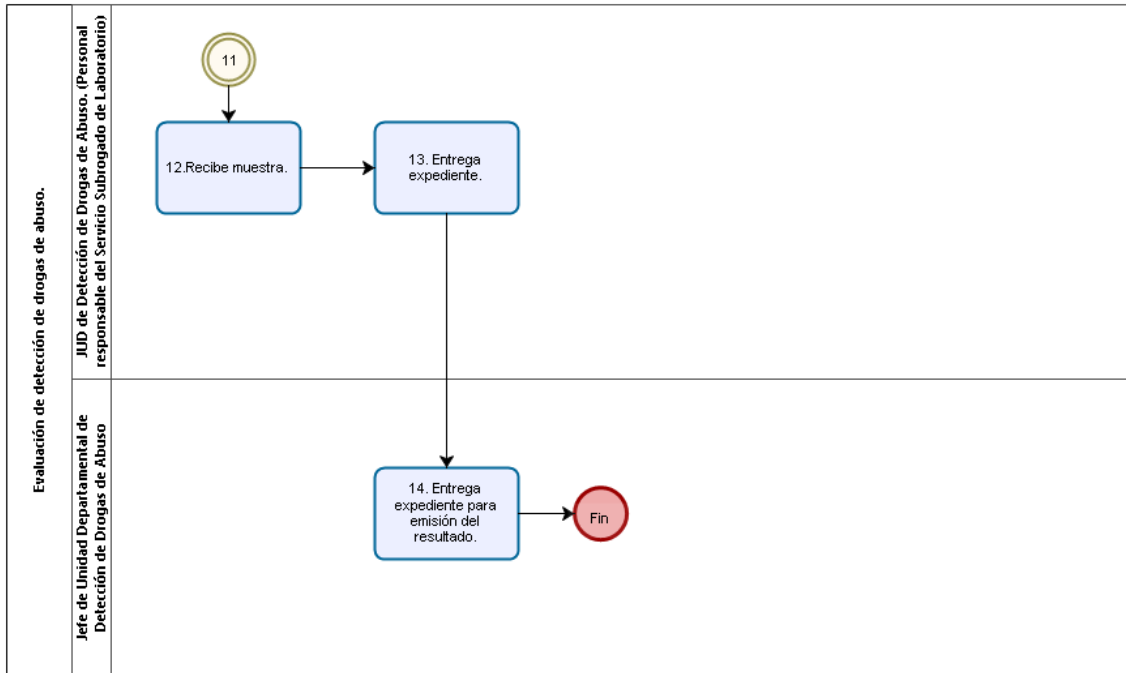 Evaluación de detección de drogas de abuso.
JUD de Detección de Drogas de Abuso. (Personal
responsable del Servicio Subrogado de Laboratorio)
11
12.Recibe muestra.
13. Entrega
expediente.
Jefe de Unidad Departamental de
Detección de Drogas de Abuso
14. Entrega
expediente para
emisión del
resultado.
Fin